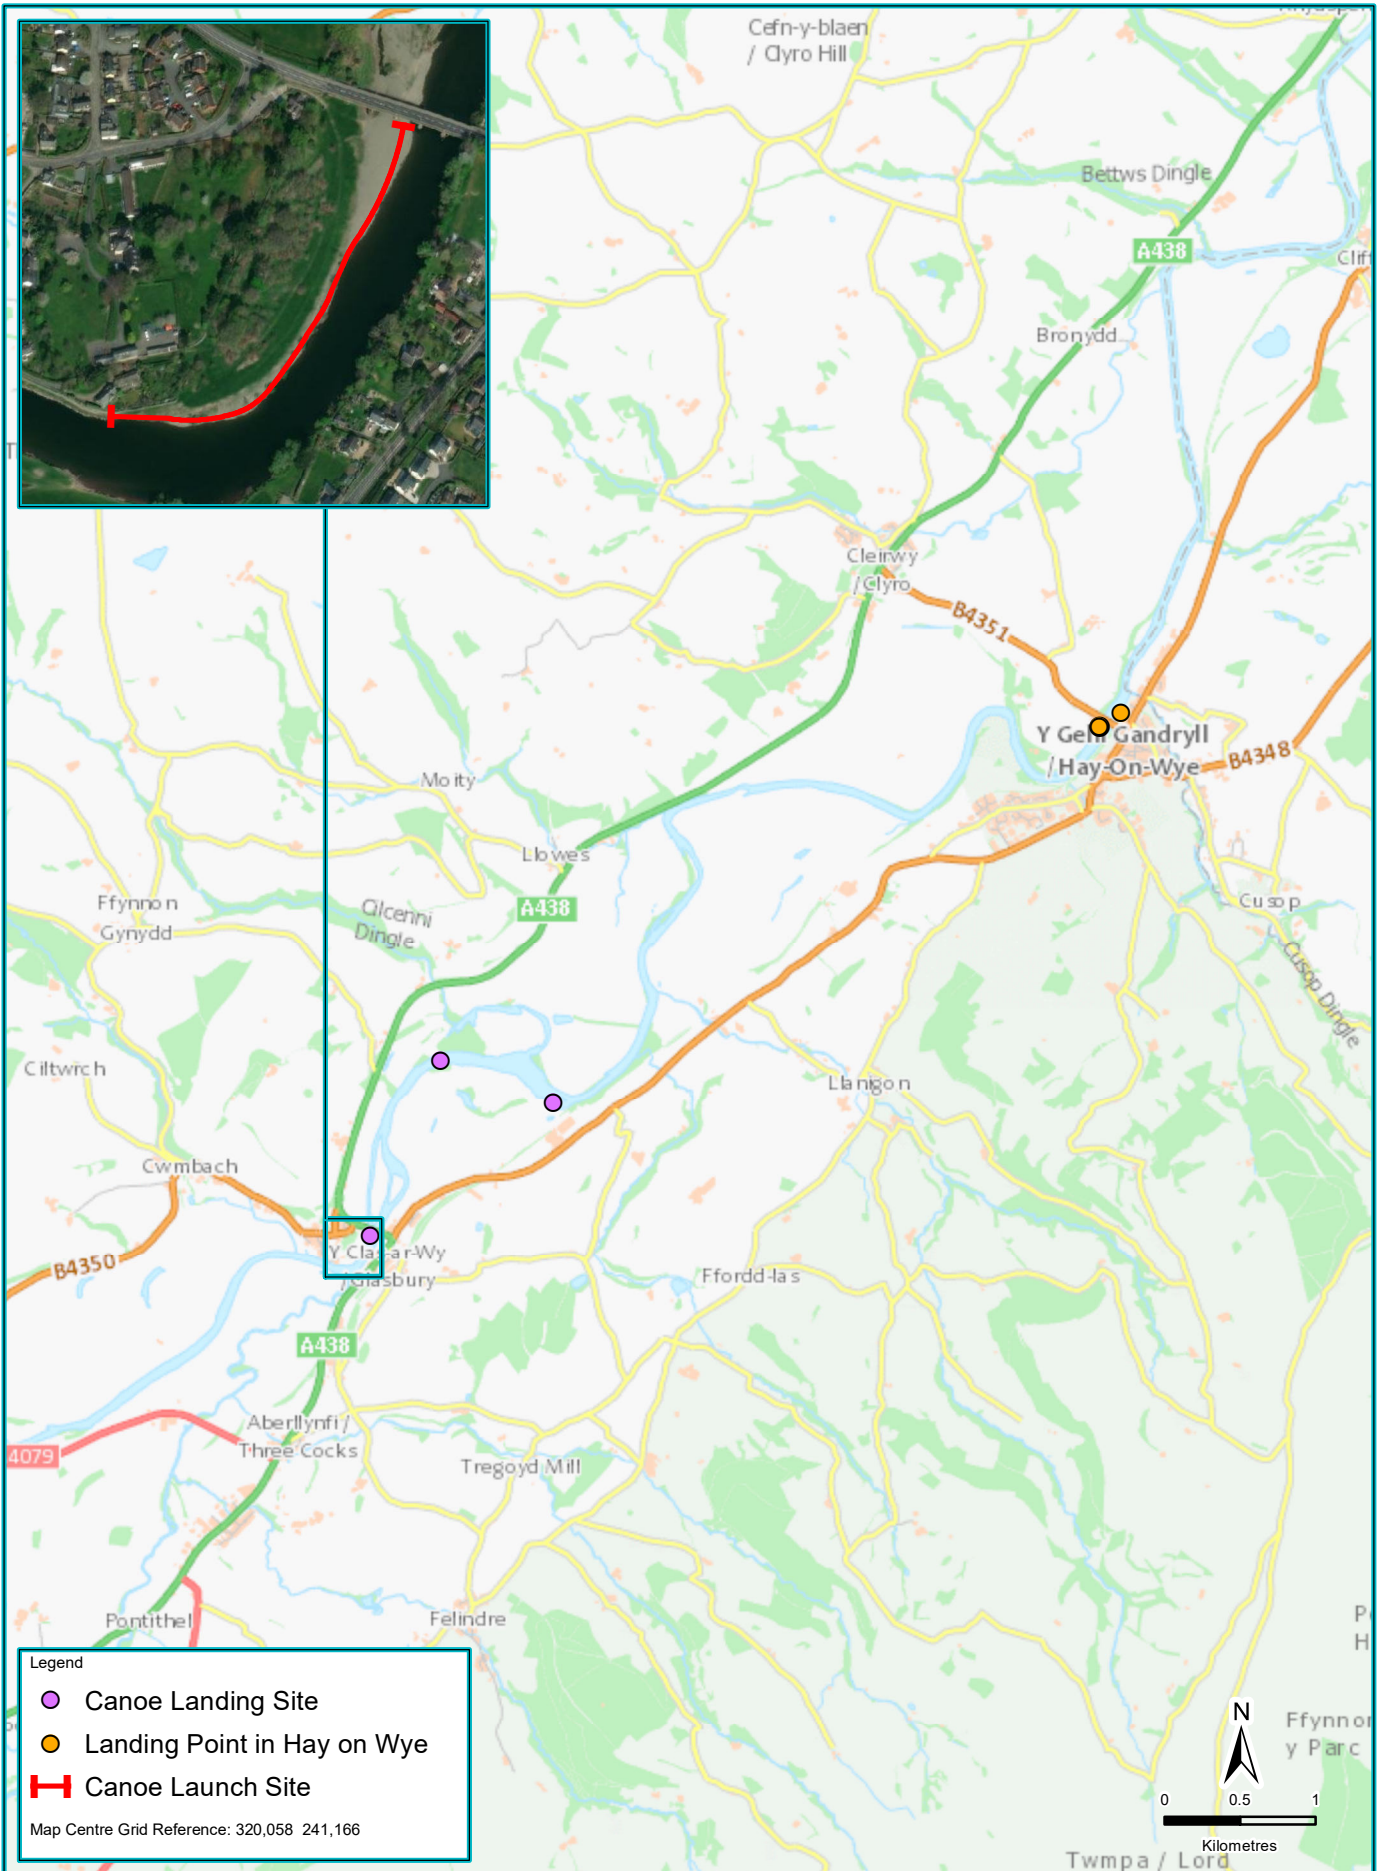 Cefn-y-blaen
/ Clyro Hill
Bettws Dingle
A438
Bronydd
Cleirwy
/ Clyro
B4351
Y Gelli Gandryll
/ Hay-On-Wye
B4348
Moity
Llowes
A438
Cilcenni
Dingle
Ffynnon
Gynydd
Cusop
Cusop Dingle
Ciltwrch
Llanigon
Cwmbach
B4350
Y Clas-ar-Wy
/ Glasbury
Ffordd-las
A438
Aberllynfi /
Three Cocks
4079
Tregoyd Mill
Pontithel
Felindre
Ffynnon
y Parc
Twmpa / Lord
Legend
Canoe Landing Site
Landing Point in Hay on Wye
Canoe Launch Site
Map Centre Grid Reference: 320,058 241,166
N
0 0.5 1
Kilometres